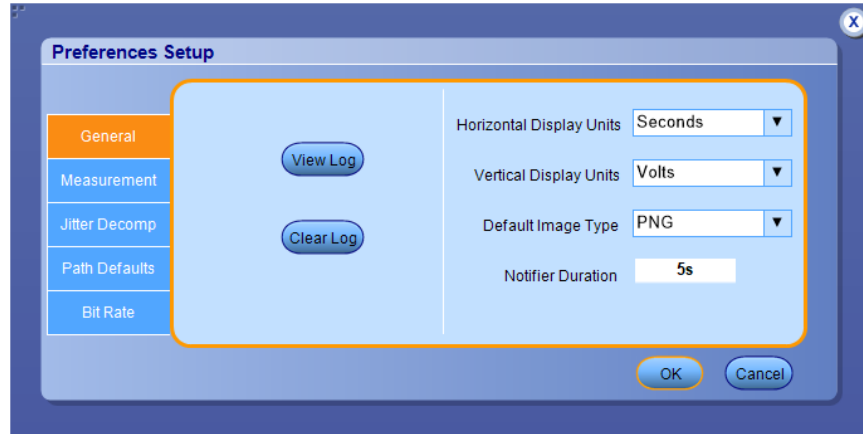 X
Preferences Setup
General
Measurement
Jitter Decomp
Path Defaults
Bit Rate
View Log
Clear Log
Horizontal Display Units Seconds
Vertical Display Units Volts
Default Image Type PNG
Notifier Duration 5s
OK Cancel